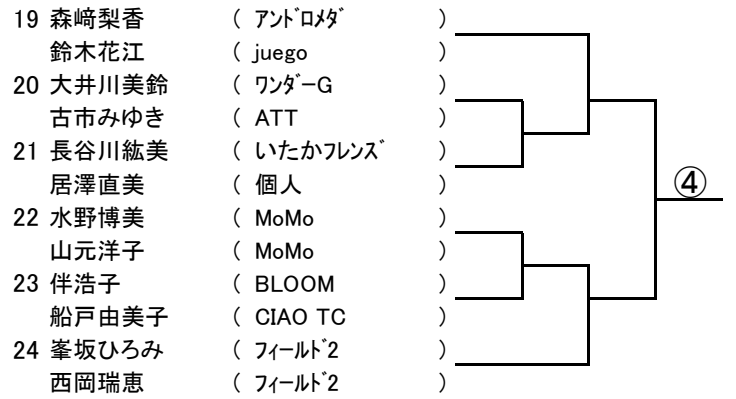 19 森﨑梨香 ( アンドロメダ )
鈴木花江 ( juego )
20 大井川美鈴 ( ワンダーG )
古市みゆき ( ATT )
21 長谷川紘美 ( いたかフレンズ )
居澤直美 ( 個人 )
④
22 水野博美 ( MoMo )
山元洋子 ( MoMo )
23 伴浩子 ( BLOOM )
船戸由美子 ( CIAO TC )
24 峯坂ひろみ ( フィールド2 )
西岡瑞恵 ( フィールド2 )